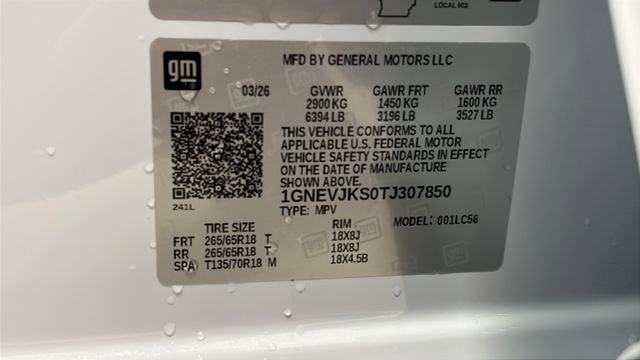 LOCAL 602
gm
MFD BY GENERAL MOTORS LLC
03/26 GVWR GAWR FRT GAWR RR
2900 KG 1450 KG 1600 KG
6394 LB 3196 LB 3527 LB
THIS VEHICLE CONFORMS TO ALL
APPLICABLE U.S. FEDERAL MOTOR
VEHICLE SAFETY STANDARDS IN EFFECT
ON THE DATE OF MANUFACTURE
SHOWN ABOVE.
1GNEVJKS0TJ307850
241L
TYPE: MPV
MODEL: 001LC56
TIRE SIZE RIM
FRT 265/65R18 T 18X8J
RR 265/65R18 T 18X8J
SPA T135/70R18 M 18X4.5B